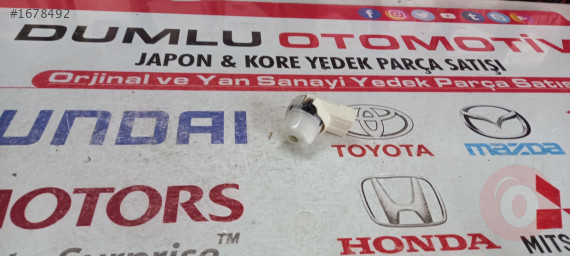 #1678492
DUMLU OTOMOTİV
JAPON & KORE YEDEK PARÇA SATIŞI
Orjinal ve Yan Sanayi Yedek Parça Satış
UNDAI
TOYOTA
mazDa
MOTORS
HONDA
MITS
Surprise™